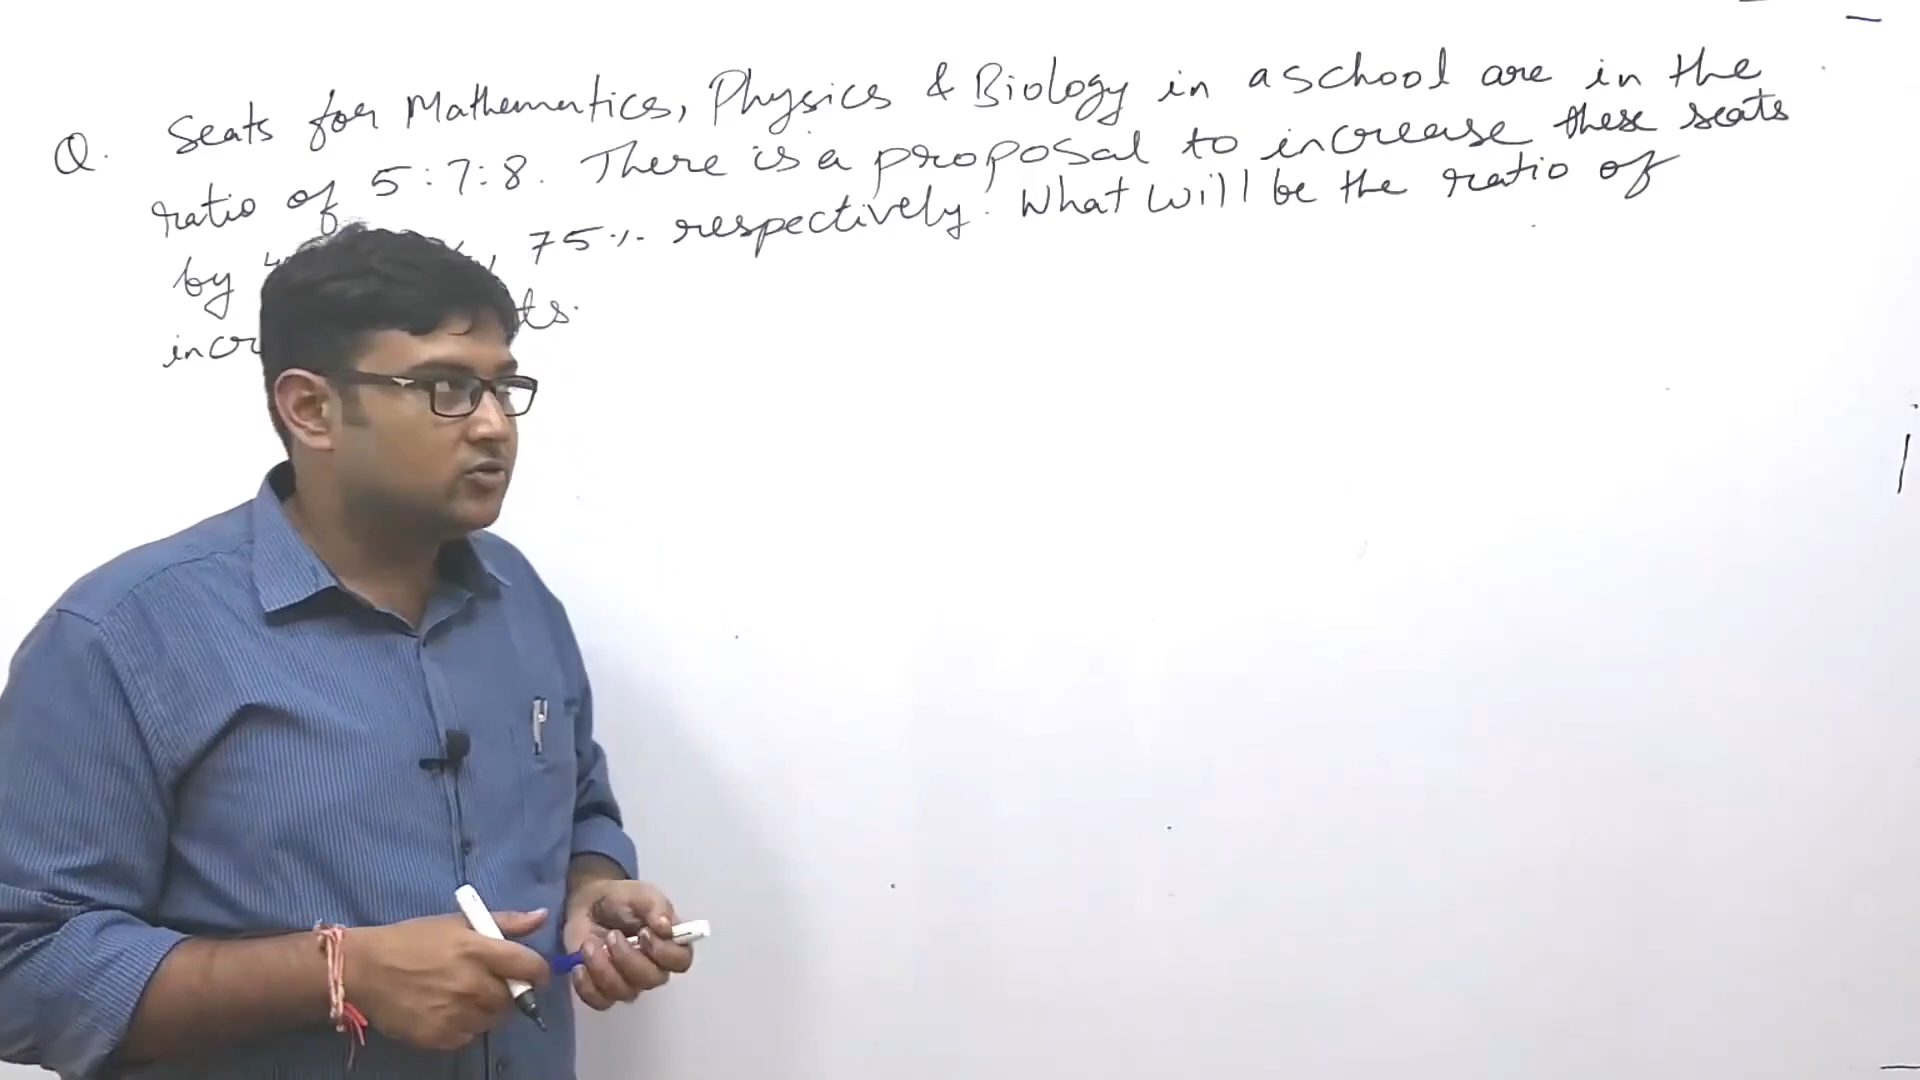 Q. Seats for Mathematics, Physics & Biology in a school are in the
ratio of 5:7:8. There is a proposal to increase these seats
by 75% respectively. What will be the ratio of